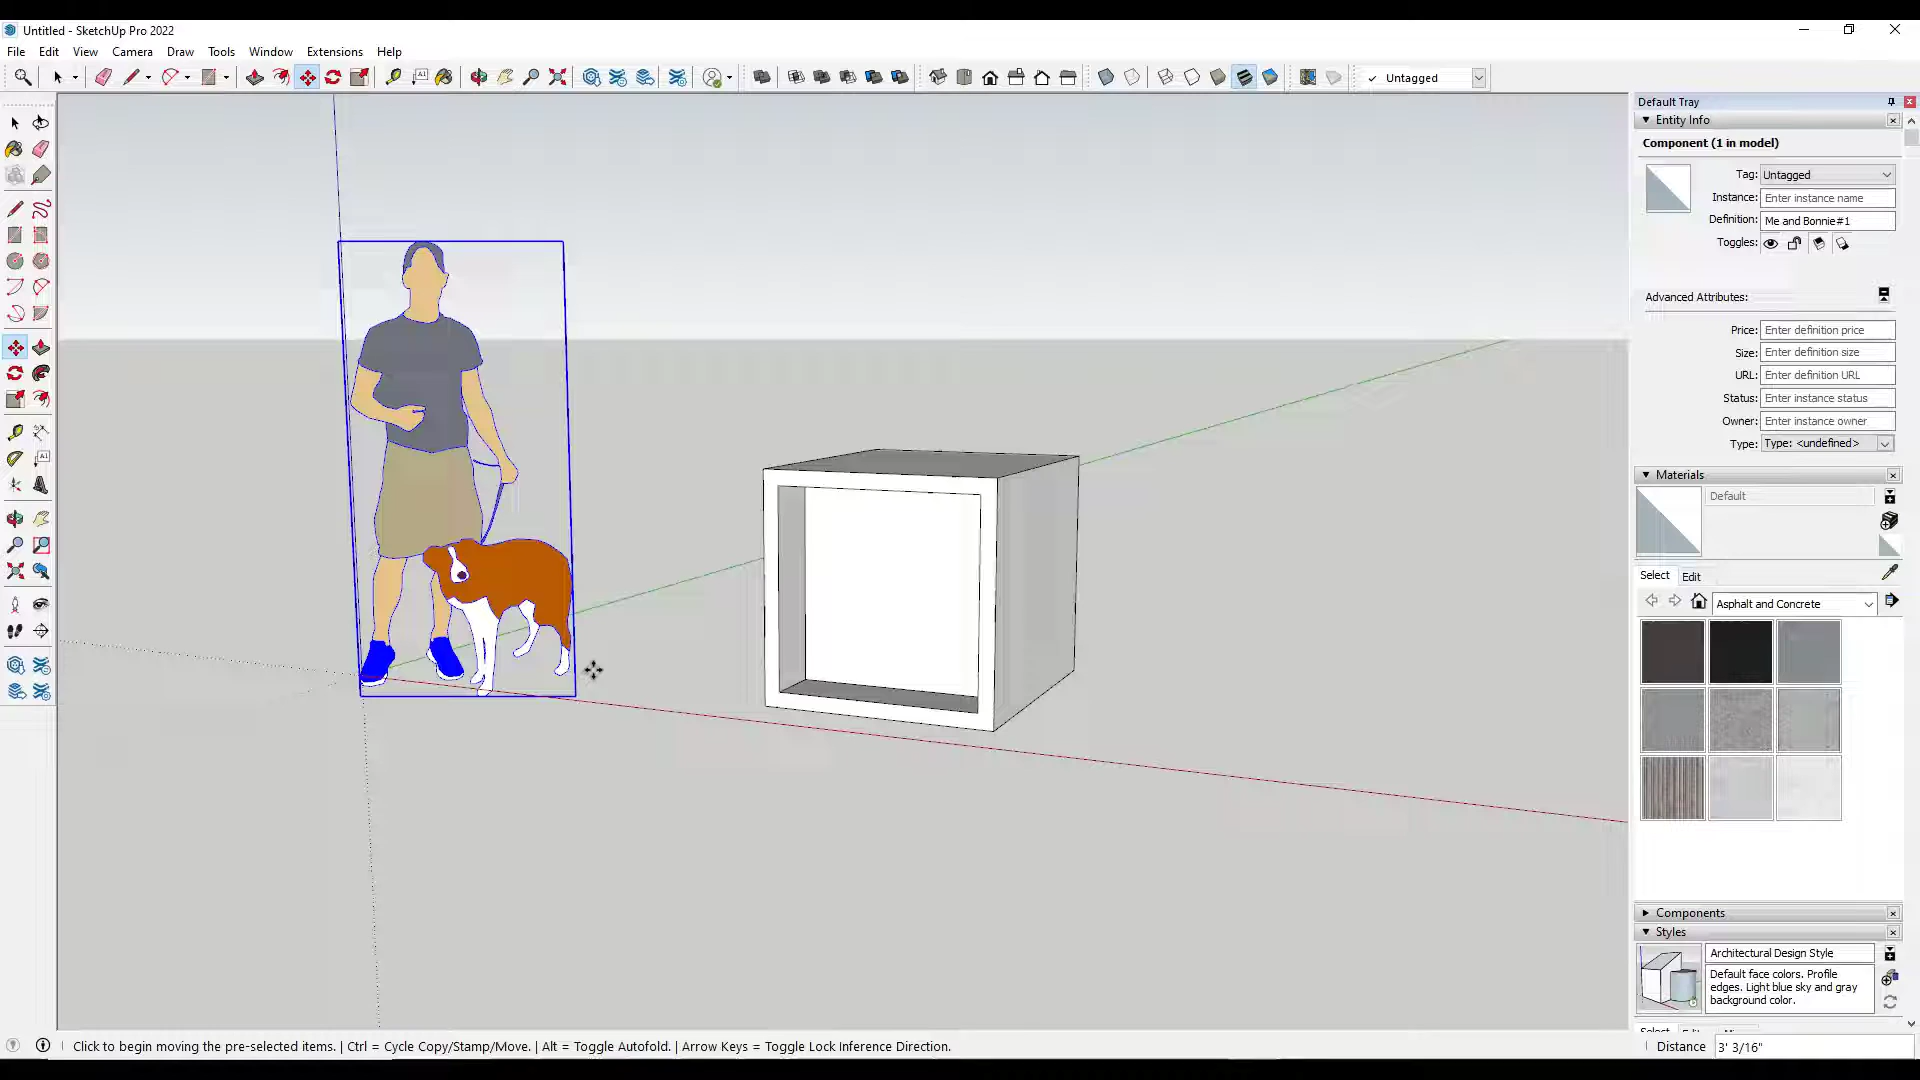 Untitled - SketchUp Pro 2022
File Edit View Camera Draw Tools Window Extensions Help
A1 Untagged
Default Tray
Entity Info
Component (1 in model)
Tag: Untagged
Instance: Enter instance name
Definition: Me and Bonnie#1
Toggles:
Advanced Attributes:
Price: Enter definition price
Size: Enter definition size
URL: Enter definition URL
Status: Enter instance status
Owner: Enter instance owner
Type: Type: <undefined>
Materials
Default
Select Edit
Asphalt and Concrete
Components
Styles
Architectural Design Style
Default face colors. Profile
edges. Light blue sky and gray
background color.
A1
Click to begin moving the pre-selected items. | Ctrl = Cycle Copy/Stamp/Move. | Alt = Toggle Autofold. | Arrow Keys = Toggle Lock Inference Direction.
Distance 3' 3/16"